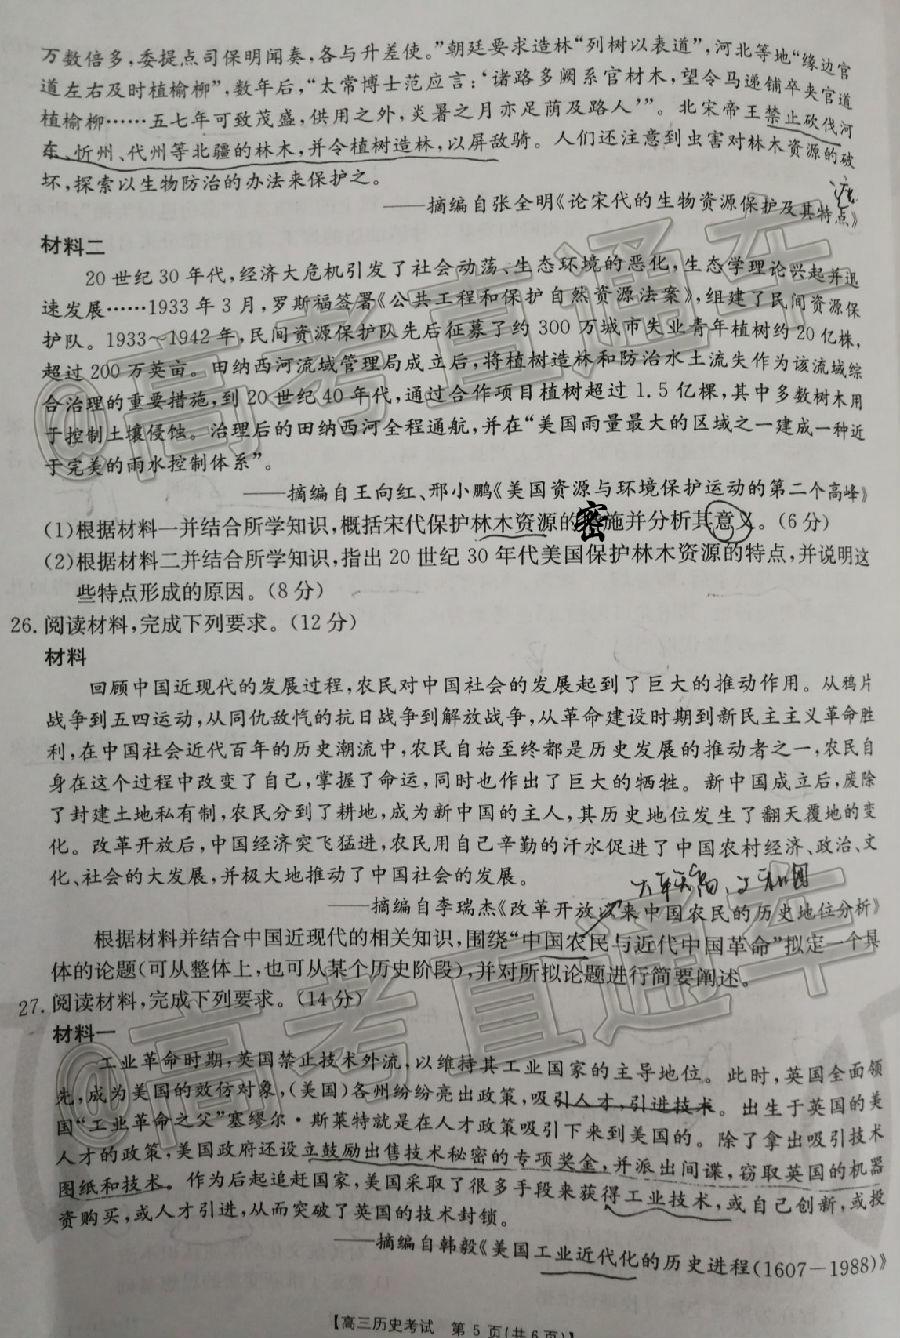 万数倍多，委提点司保明闻奏，各与升差使。”朝廷要求造林“列树以表道”，河北等地“缘边官
道左右及时植榆柳”，数年后，“太常博士范应言：‘诸路多阙系官材木，望令马递铺卒夹官道
植榆柳……五七年可致茂盛，供用之外，炎暑之月亦足荫及路人’”。北宋帝王禁止砍伐河
东、忻州、代州等北疆的林木，并令植树造林，以屏敌骑。人们还注意到虫害对林木资源的破
坏，探索以生物防治的办法来保护之。
——摘编自张全明《论宋代的生物资源保护及其特点》
材料二
20世纪30年代，经济大危机引发了社会动荡、生态环境的恶化，生态学理论兴起并迅
速发展……1933年3月，罗斯福签署《公共工程和保护自然资源法案》，组建了民间资源保
护队。1933～1942年，民间资源保护队先后征募了约300万城市失业青年植树约20亿株，
超过200万英亩。田纳西河流域管理局成立后，将植树造林和防治水土流失作为该流域综
合治理的重要措施，到20世纪40年代，通过合作项目植树超过1.5亿棵，其中多数树木用
于控制土壤侵蚀。治理后的田纳西河全程通航，并在“美国雨量最大的区域之一建成一种近
于完美的雨水控制体系”。
——摘编自王向红、邢小鹏《美国资源与环境保护运动的第二个高峰》
(1)根据材料一并结合所学知识，概括宋代保护林木资源的密施并分析其意义。(6分)
(2)根据材料二并结合所学知识，指出20世纪30年代美国保护林木资源的特点，并说明这
些特点形成的原因。(8分)
26.阅读材料，完成下列要求。(12分)
材料
回顾中国近现代的发展过程，农民对中国社会的发展起到了巨大的推动作用。从鸦片
战争到五四运动，从同仇敌忾的抗日战争到解放战争，从革命建设时期到新民主主义革命胜
利，在中国社会近代百年的历史潮流中，农民自始至终都是历史发展的推动者之一，农民自
身在这个过程中改变了自己，掌握了命运，同时也作出了巨大的牺牲。新中国成立后，废除
了封建土地私有制，农民分到了耕地，成为新中国的主人，其历史地位发生了翻天覆地的变
化。改革开放后，中国经济突飞猛进，农民用自己辛勤的汗水促进了中国农村经济、政治、文
化、社会的大发展，并极大地推动了中国社会的发展。
——摘编自李瑞杰《改革开放以来中国农民的历史地位分析》
根据材料并结合中国近现代的相关知识，围绕“中国农民与近代中国革命”拟定一个具
体的论题(可从整体上，也可从某个历史阶段)，并对所拟论题进行简要阐述。
27.阅读材料，完成下列要求。(14分)
材料一
工业革命时期，英国禁止技术外流，以维持其工业国家的主导地位。此时，英国全面领
先，成为美国的效仿对象，(美国)各州纷纷亮出政策，吸引人才，引进技术。出生于英国的美
国“工业革命之父”塞缪尔·斯莱特就是在人才政策吸引下来到美国的。除了拿出吸引技术
人才的政策，美国政府还设立鼓励出售技术秘密的专项奖金，并派出间谍，窃取英国的机器
图纸和技术。作为后起追赶国家，美国采取了很多手段来获得工业技术，或自己创新，或投
资购买，或人才引进，从而突破了英国的技术封锁。
——摘编自韩毅《美国工业近代化的历史进程(1607—1988)》
【高三历史考试 第5页(共6页)】
@高考直通车
@高考直通车